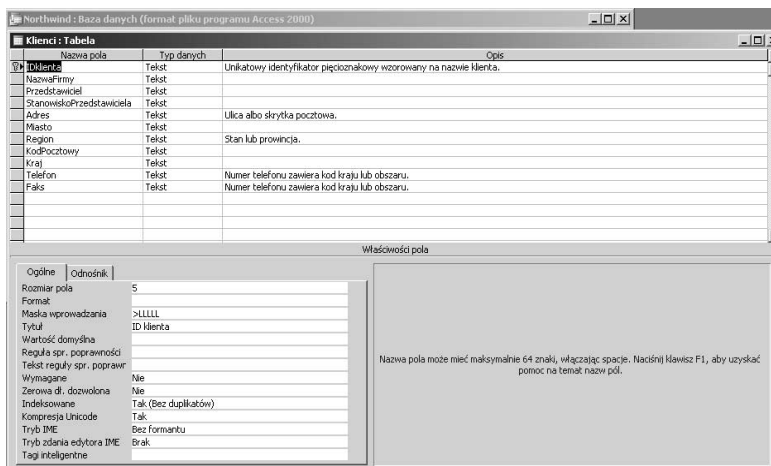 Northwind : Baza danych (format pliku programu Access 2000)
Klienci : Tabela
Nazwa pola Typ danych Opis
IDklienta Tekst Unikatowy identyfikator pięcioznakowy wzorowany na nazwie klienta.
NazwaFirmy Tekst
Przedstawiciel Tekst
StanowiskoPrzedstawiciela Tekst
Adres Tekst Ulica albo skrytka pocztowa.
Miasto Tekst
Region Tekst Stan lub prowincja.
KodPocztowy Tekst
Kraj Tekst
Telefon Tekst Numer telefonu zawiera kod kraju lub obszaru.
Faks Tekst Numer telefonu zawiera kod kraju lub obszaru.
Właściwości pola
Ogólne Odnośnik
Rozmiar pola 5
Format
Maska wprowadzania >LLLLL
Tytuł ID klienta
Wartość domyślna
Reguła spr. poprawności
Tekst reguły spr. poprawr
Wymagane Nie
Zerowa dł. dozwolona Nie
Indeksowane Tak (Bez duplikatów)
Kompresja Unicode Tak
Tryb IME Bez formantu
Tryb zdania edytora IME Brak
Tagi inteligentne
Nazwa pola może mieć maksymalnie 64 znaki, włączając spacje. Naciśnij klawisz F1, aby uzyskać
pomoc na temat nazw pól.